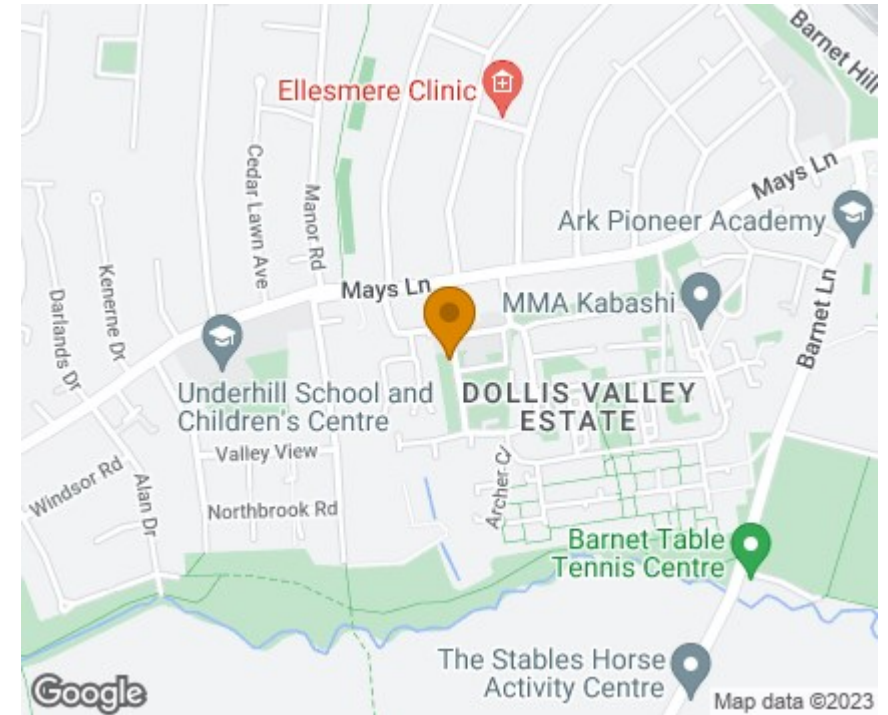 Barnet Hill
Ellesmere Clinic
Cedar Lawn Ave
Manor Rd
Mays Ln
Ark Pioneer Academy
Kenerne Dr
Darlands Dr
Mays Ln
MMA Kabashi
Barnet Ln
Underhill School and
Children's Centre
DOLLIS VALLEY
ESTATE
Valley View
Windsor Rd
Alan Dr
Northbrook Rd
Archer Cl
Barnet Table
Tennis Centre
The Stables Horse
Activity Centre
Google
Map data ©2023